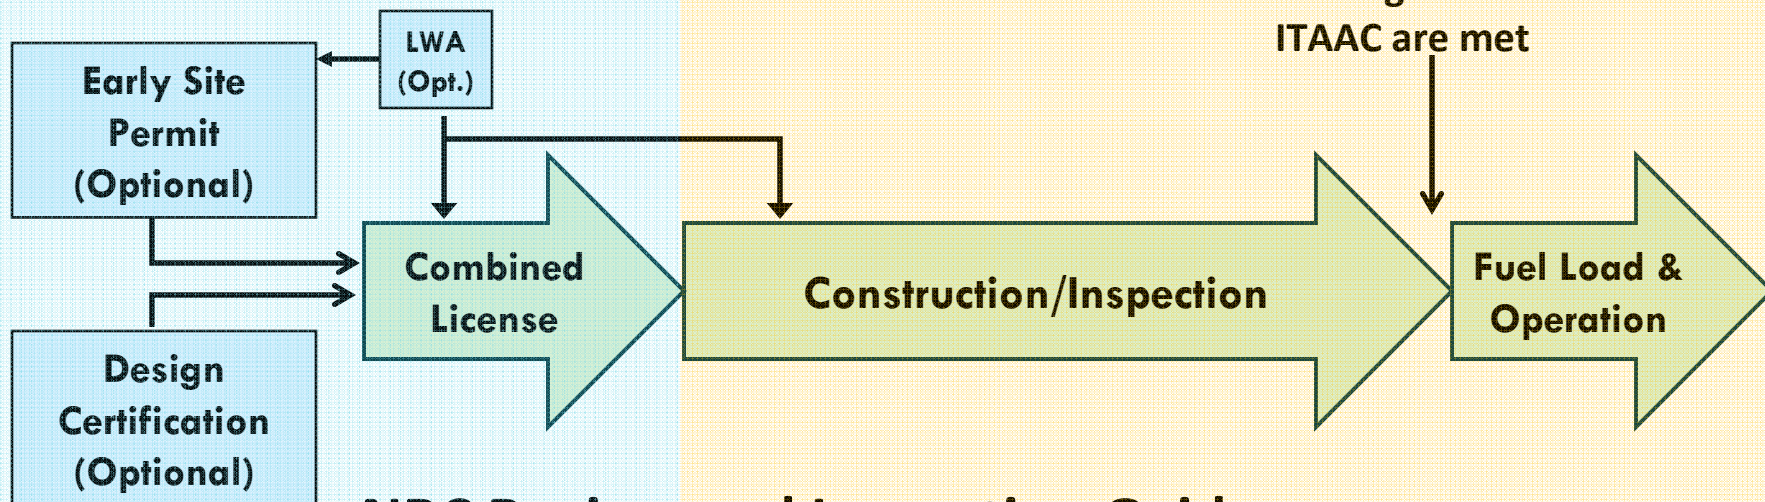 LWA
(Opt.)
ITAAC are met
Early Site
Permit
(Optional)
Combined
License
Construction/Inspection
Fuel Load &
Operation
Design
Certification
(Optional)